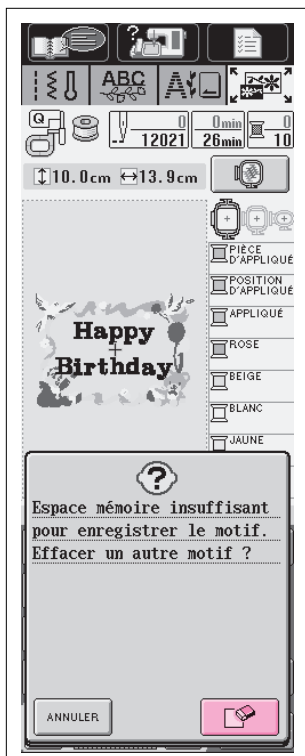 ABC
A
Q
0
12021
0min
26min
0
10
10.0cm 13.9cm
PIÈCE
D'APPLIQUÉ
POSITION
D'APPLIQUÉ
APPLIQUÉ
ROSE
BEIGE
BLANC
JAUNE
Happy
Birthday
?
Espace mémoire insuffisant
pour enregistrer le motif.
Effacer un autre motif ?
ANNULER